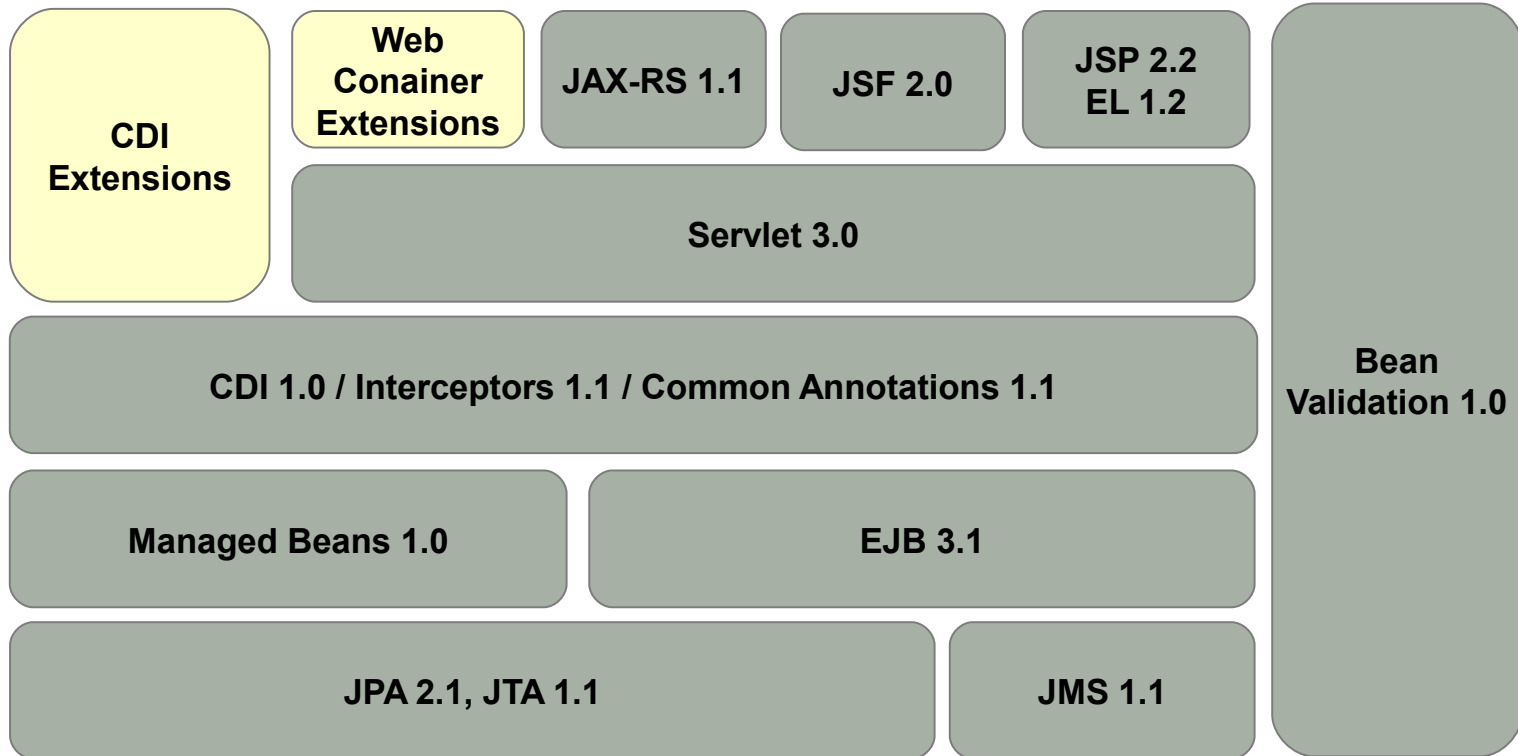 CDI
Extensions
Web
Conainer
Extensions
JAX-RS 1.1
JSF 2.0
JSP 2.2
EL 1.2
Servlet 3.0
CDI 1.0 / Interceptors 1.1 / Common Annotations 1.1
Bean
Validation 1.0
Managed Beans 1.0
EJB 3.1
JPA 2.1, JTA 1.1
JMS 1.1